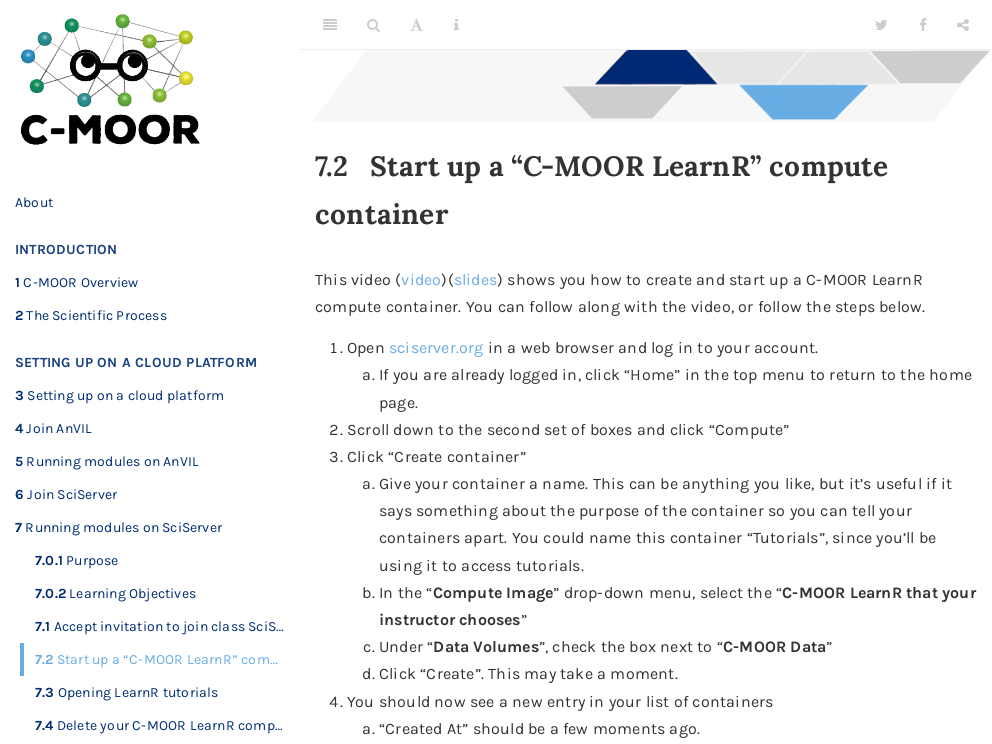 C-MOOR
About
INTRODUCTION
1 C-MOOR Overview
2 The Scientific Process
SETTING UP ON A CLOUD PLATFORM
3 Setting up on a cloud platform
4 Join AnVIL
5 Running modules on AnVIL
6 Join SciServer
7 Running modules on SciServer
7.0.1 Purpose
7.0.2 Learning Objectives
7.1 Accept invitation to join class SciS…
7.2 Start up a “C-MOOR LearnR” com…
7.3 Opening LearnR tutorials
7.4 Delete your C-MOOR LearnR comp…
7.2 Start up a “C-MOOR LearnR” compute
container
This video (video)(slides) shows you how to create and start up a C-MOOR LearnR
compute container. You can follow along with the video, or follow the steps below.
1. Open sciserver.org in a web browser and log in to your account.
a. If you are already logged in, click “Home” in the top menu to return to the home
page.
2. Scroll down to the second set of boxes and click “Compute”
3. Click “Create container”
a. Give your container a name. This can be anything you like, but it’s useful if it
says something about the purpose of the container so you can tell your
containers apart. You could name this container “Tutorials”, since you’ll be
using it to access tutorials.
b. In the “Compute Image” drop-down menu, select the “C-MOOR LearnR that your
instructor chooses”
c. Under “Data Volumes”, check the box next to “C-MOOR Data”
d. Click “Create”. This may take a moment.
4. You should now see a new entry in your list of containers
a. “Created At” should be a few moments ago.